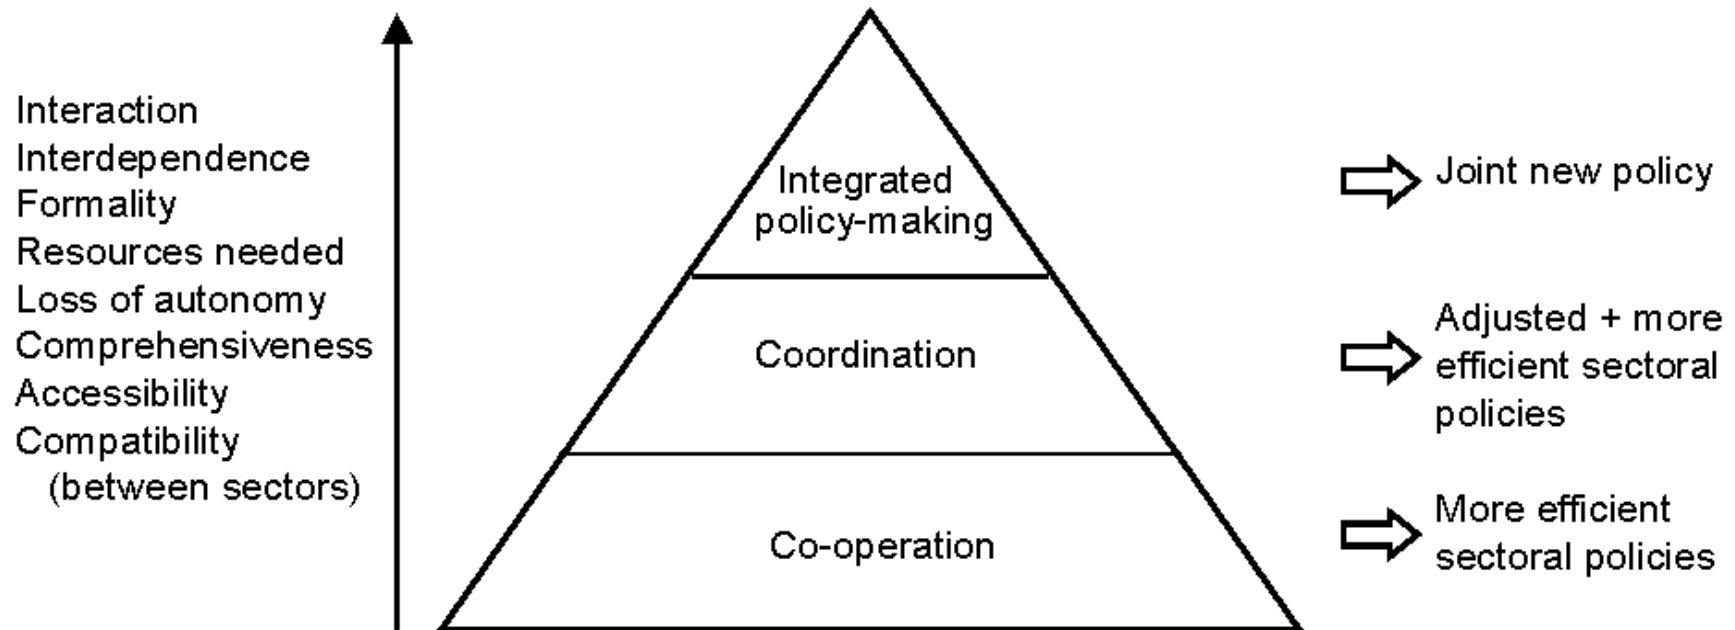 Interaction
Interdependence
Formality
Resources needed
Loss of autonomy
Comprehensiveness
Accessibility
Compatibility
(between sectors)
Integrated
policy-making
Coordination
Co-operation
Joint new policy
Adjusted + more
efficient sectoral
policies
More efficient
sectoral policies